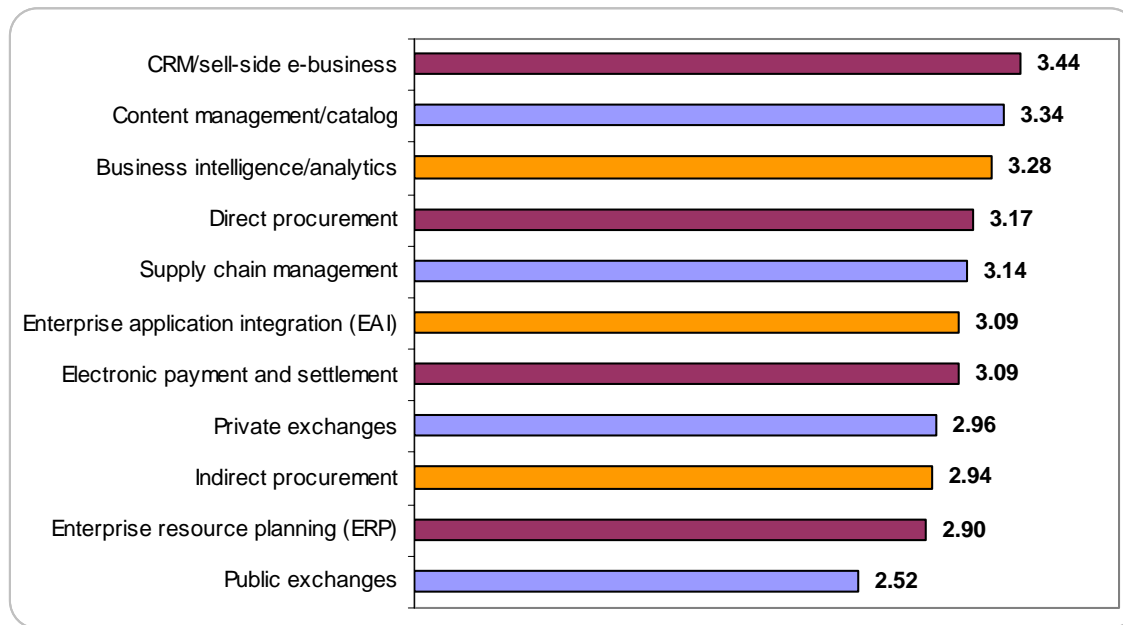 CRM/sell-side e-business 3.44
Content management/catalog 3.34
Business intelligence/analytics 3.28
Direct procurement 3.17
Supply chain management 3.14
Enterprise application integration (EAI) 3.09
Electronic payment and settlement 3.09
Private exchanges 2.96
Indirect procurement 2.94
Enterprise resource planning (ERP) 2.90
Public exchanges 2.52